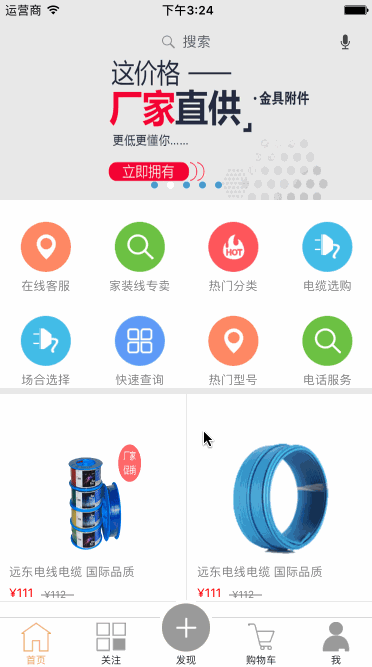 运营商 下午3:24
搜索
这价格 ——
厂家直供 · 金具附件
更低更懂你......
立即拥有
在线客服 家装线专卖 热门分类 电缆选购
HOT
场合选择 快速查询 热门型号 电话服务
厂家
促销
远东电线电缆 国际品质 远东电线电缆 国际品质
¥111 ¥112 ¥111 ¥112
首页 关注 发现 购物车 我